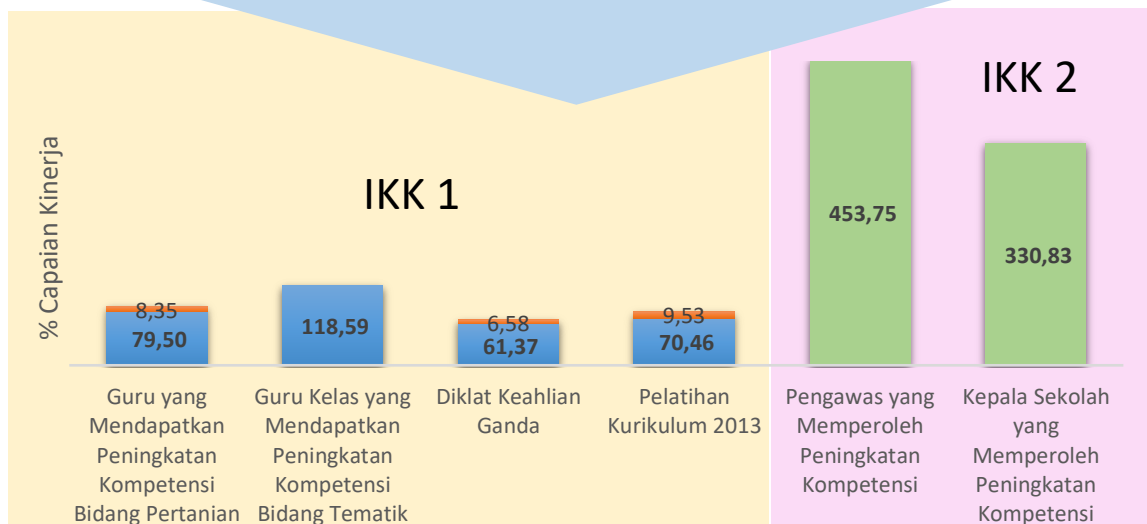 IKK 2
IKK 1
% Capaian Kinerja
453,75
330,83
8,35
79,50
118,59
6,58
61,37
9,53
70,46
Guru yang
Mendapatkan
Peningkatan
Kompetensi
Bidang Pertanian
Guru Kelas yang
Mendapatkan
Peningkatan
Kompetensi
Bidang Tematik
Diklat Keahlian
Ganda
Pelatihan
Kurikulum 2013
Pengawas yang
Memperoleh
Peningkatan
Kompetensi
Kepala Sekolah
yang
Memperoleh
Peningkatan
Kompetensi